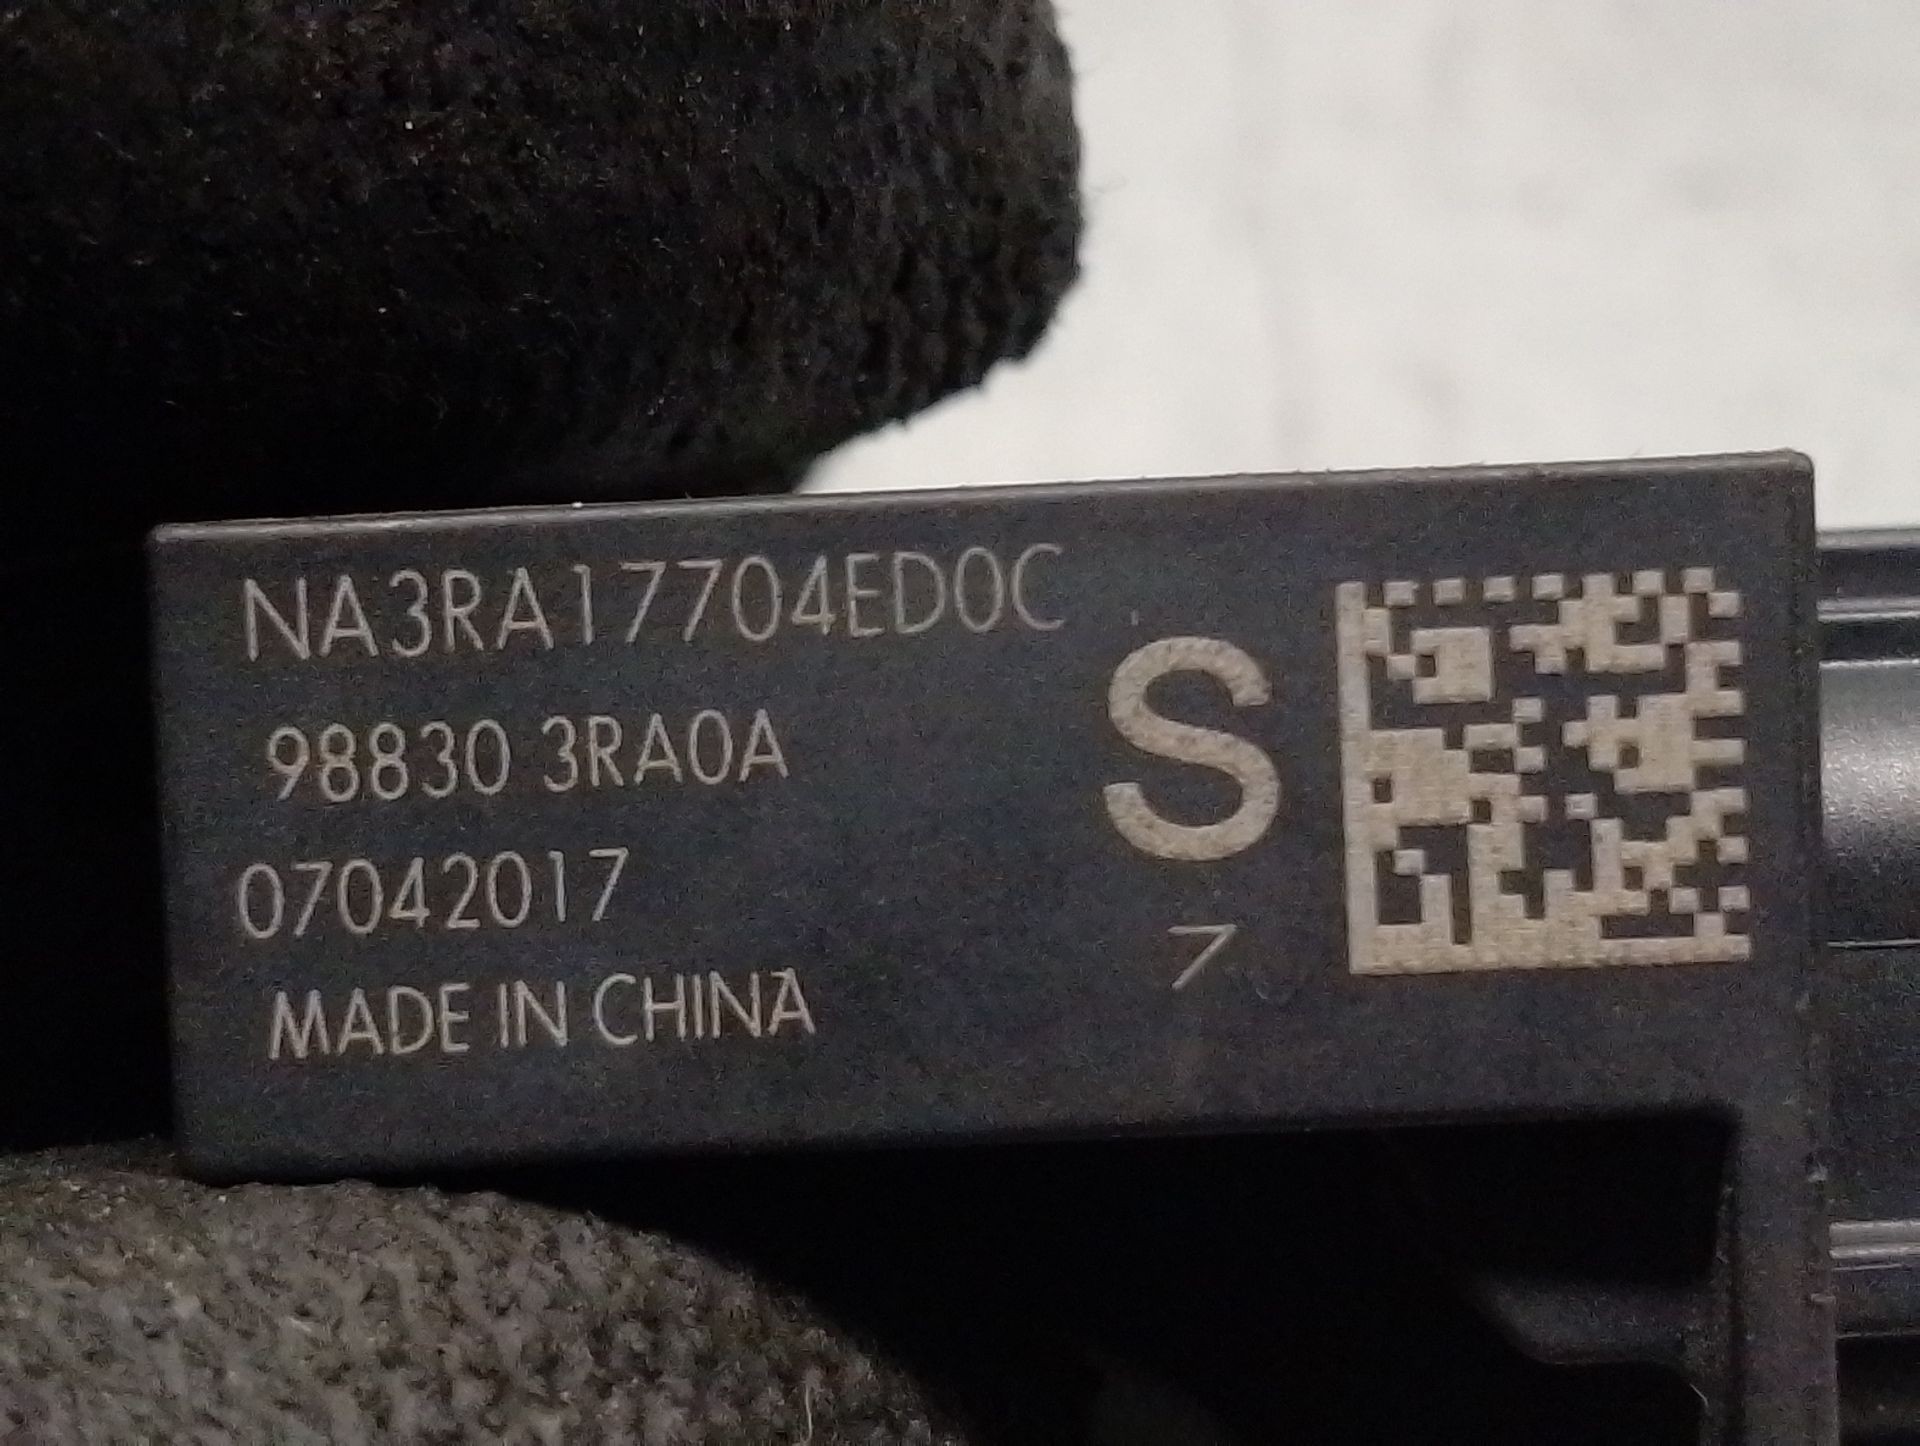 NA3RA17704ED0C
98830 3RA0A
07042017
MADE IN CHINA
S
7